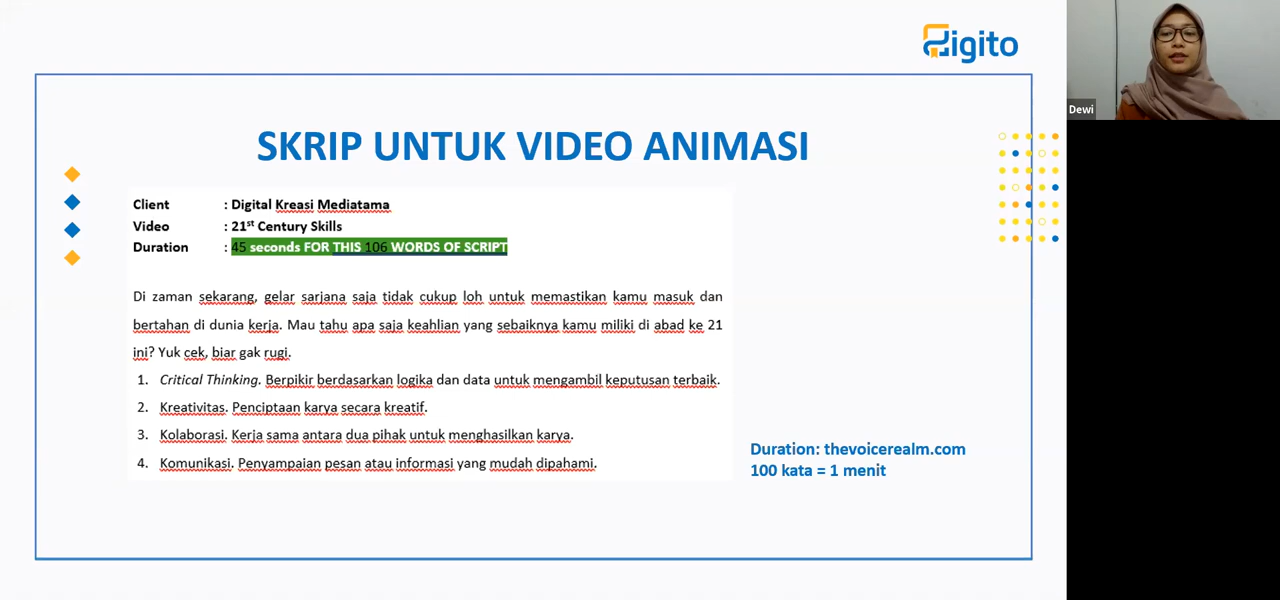 Digito
Dewi
SKRIP UNTUK VIDEO ANIMASI
Client : Digital Kreasi Mediatama
Video : 21st Century Skills
Duration : 45 seconds FOR THIS 106 WORDS OF SCRIPT
Di zaman sekarang, gelar sarjana saja tidak cukup loh untuk memastikan kamu masuk dan
bertahan di dunia kerja. Mau tahu apa saja keahlian yang sebaiknya kamu miliki di abad ke 21
ini? Yuk cek, biar gak rugi.
1. Critical Thinking. Berpikir berdasarkan logika dan data untuk mengambil keputusan terbaik.
2. Kreativitas. Penciptaan karya secara kreatif.
3. Kolaborasi. Kerja sama antara dua pihak untuk menghasilkan karya.
4. Komunikasi. Penyampaian pesan atau informasi yang mudah dipahami.
Duration: thevoicerealm.com
100 kata = 1 menit